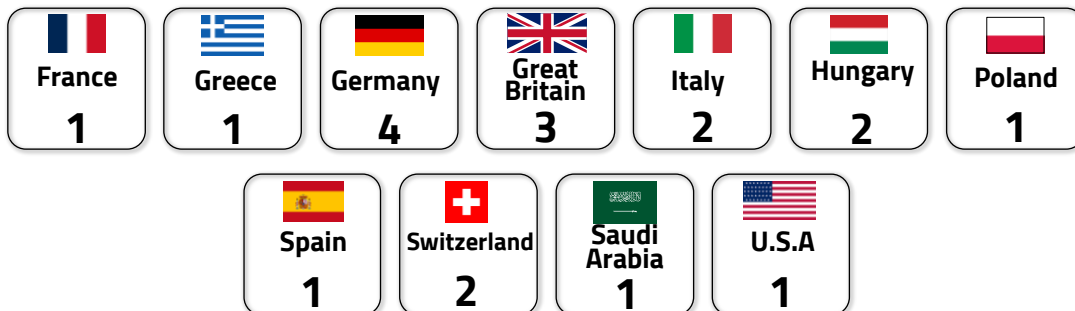 France
1
Greece
1
Germany
4
Great
Britain
3
Italy
2
Hungary
2
Poland
1
Spain
1
Switzerland
2
Saudi
Arabia
1
U.S.A
1